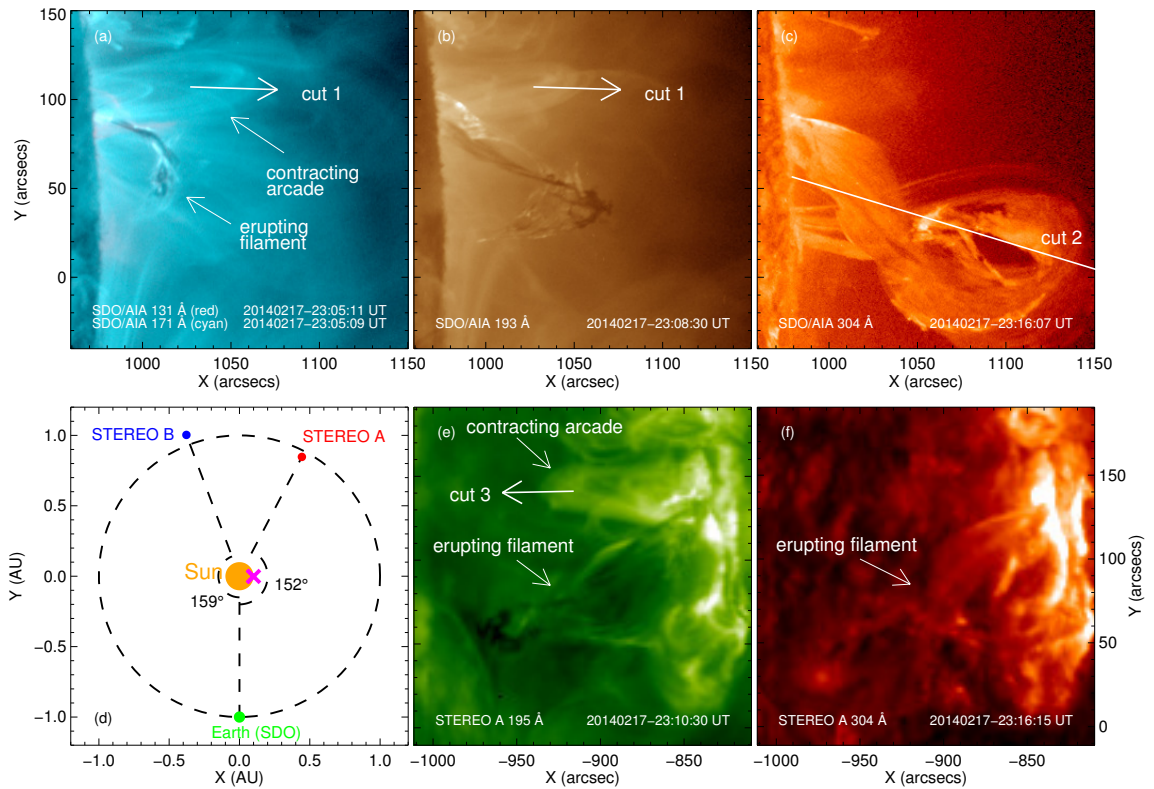 150
100
50
0
Y (arcsecs)
(a)
cut 1
contracting
arcade
erupting
filament
SDO/AIA 131 Å (red) 20140217−23:05:11 UT
SDO/AIA 171 Å (cyan) 20140217−23:05:09 UT
1000 1050 1100
X (arcsecs)
(b)
cut 1
SDO/AIA 193 Å 20140217−23:08:30 UT
1000 1050 1100
X (arcsec)
(c)
cut 2
SDO/AIA 304 Å 20140217−23:16:07 UT
1000 1050 1100 1150
X (arcsecs)
1.0
0.5
0.0
−0.5
−1.0
Y (AU)
STEREO B
STEREO A
Sun
159°
152°
(d)
Earth (SDO)
−1.0 −0.5 0.0 0.5 1.0
X (AU)
(e)
contracting arcade
cut 3
erupting filament
STEREO A 195 Å 20140217−23:10:30 UT
−1000 −950 −900 −850
X (arcsec)
(f)
erupting filament
STEREO A 304 Å 20140217−23:16:15 UT
−1000 −950 −900 −850
X (arcsecs)
150
100
50
0
Y (arcsecs)